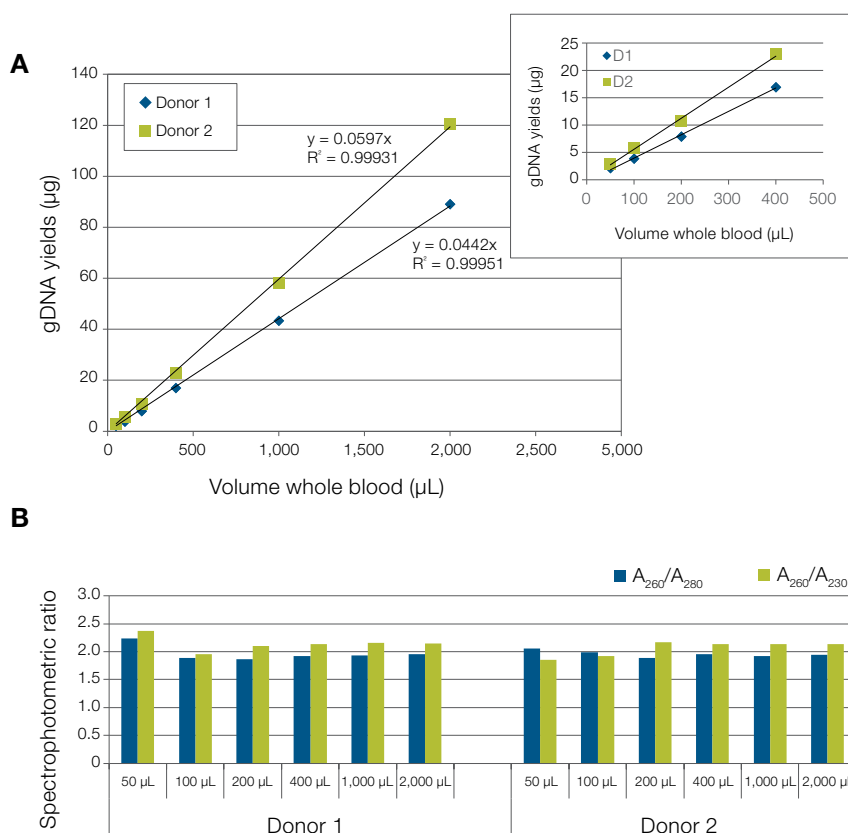 A
gDNA yields (µg)
140
120
100
80
60
40
20
0
Donor 1
Donor 2
y = 0.0597x
R² = 0.99931
y = 0.0442x
R² = 0.99951
0 500 1,000 1,500 2,000 2,500 5,000
Volume whole blood (µL)
gDNA yields (µg)
25
20
15
10
5
0
D1
D2
0 100 200 300 400 500
Volume whole blood (µL)
B
A260/A280 A260/A230
Spectrophotometric ratio
3.0
2.5
2.0
1.5
1.0
0.5
0
50 µL 100 µL 200 µL 400 µL 1,000 µL 2,000 µL 50 µL 100 µL 200 µL 400 µL 1,000 µL 2,000 µL
Donor 1 Donor 2